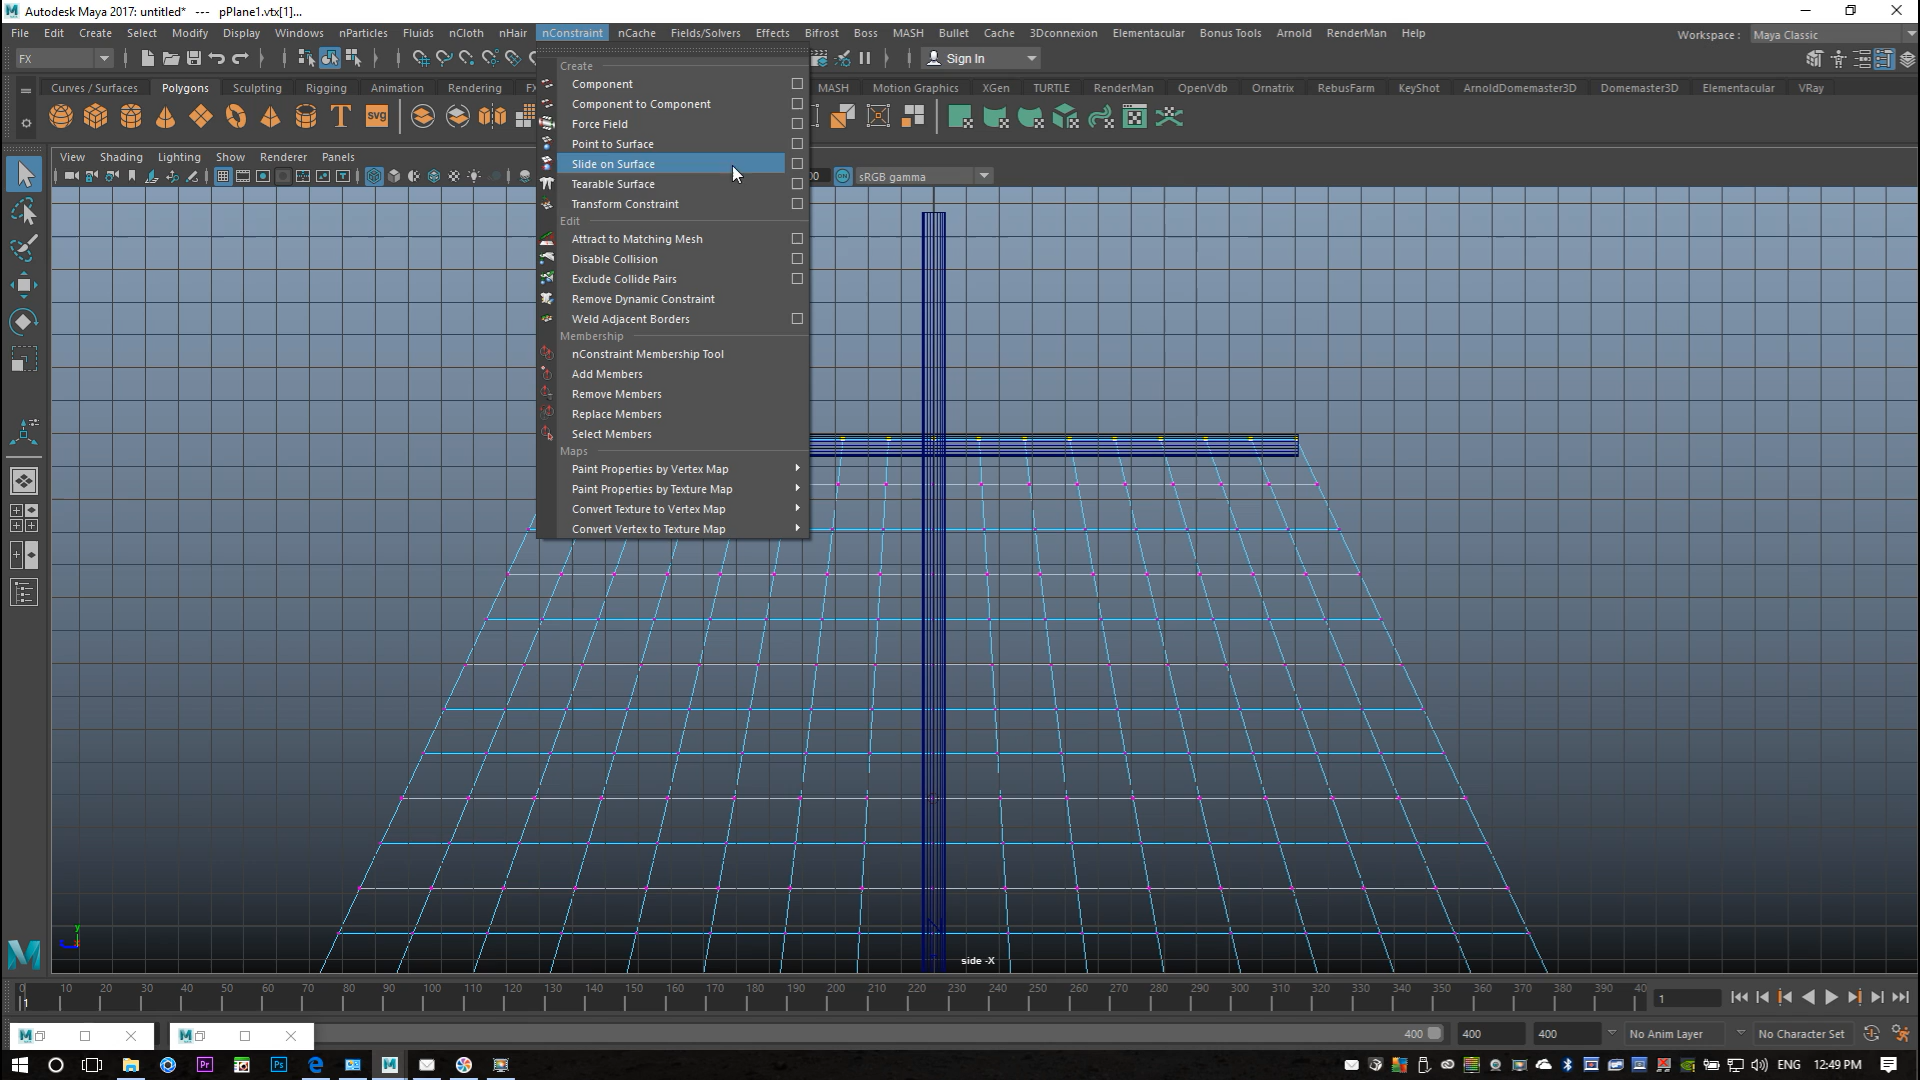 Autodesk Maya 2017: untitled*   ---   pPlane1.vtx[1]...
File Edit Create Select Modify Display Windows nParticles Fluids nCloth nHair nConstraint nCache Fields/Solvers Effects Bifrost Boss MASH Bullet Cache 3Dconnexion Elementacular Bonus Tools Arnold RenderMan Help Workspace : Maya Classic
FX Sign In
Curves / Surfaces Polygons Sculpting Rigging Animation Rendering MASH Motion Graphics XGen TURTLE RenderMan OpenVdb Ornatrix RebusFarm KeyShot ArnoldDomemaster3D Domemaster3D Elementacular VRay
svg
View Shading Lighting Show Renderer Panels
ON sRGB gamma
Create
Component
Component to Component
Force Field
Point to Surface
Slide on Surface
Tearable Surface
Transform Constraint
Edit
Attract to Matching Mesh
Disable Collision
Exclude Collide Pairs
Remove Dynamic Constraint
Weld Adjacent Borders
Membership
nConstraint Membership Tool
Add Members
Remove Members
Replace Members
Select Members
Maps
Paint Properties by Vertex Map
Paint Properties by Texture Map
Convert Texture to Vertex Map
Convert Vertex to Texture Map
y
side -X
0 10 20 30 40 50 60 70 80 90 100 110 120 130 140 150 160 170 180 190 200 210 220 230 240 250 260 270 280 290 300 310 320 330 340 350 360 370 380 390 40
1 1
400 400 400 No Anim Layer No Character Set
ENG 12:49 PM